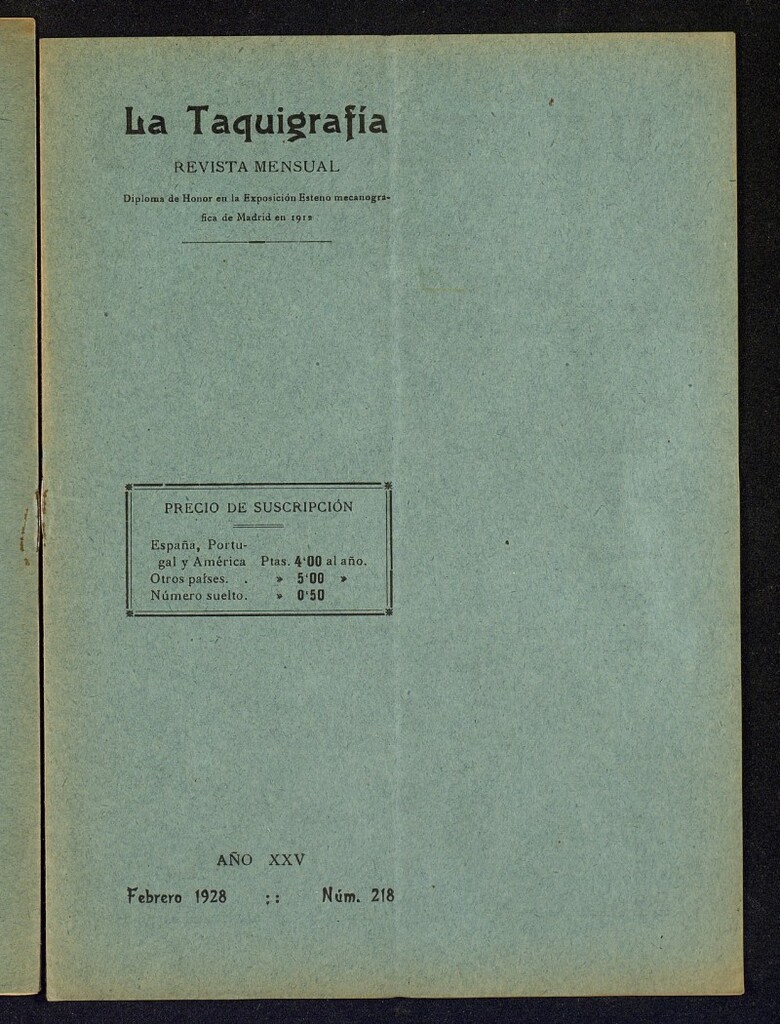 La Taquigrafía
REVISTA MENSUAL
Diploma de Honor en la Exposición Esteno mecanográ-
fica de Madrid en 1912
PRECIO DE SUSCRIPCIÓN
España, Portu-
gal y América Ptas. 4'00 al año.
Otros países. . » 5'00 »
Número suelto. » 0'50
AÑO XXV
Febrero 1928 :: Núm. 218